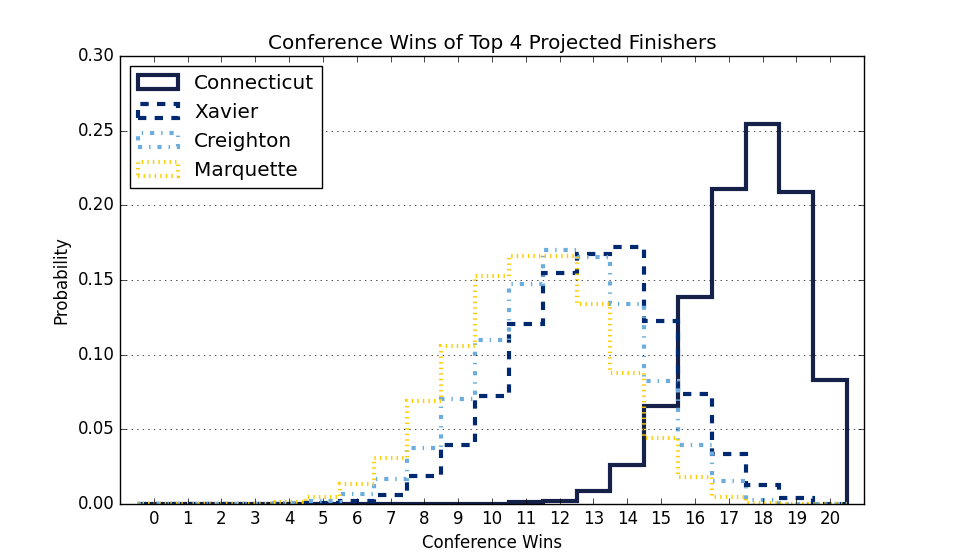 Conference Wins of Top 4 Projected Finishers
0.30
0.25
0.20
0.15
0.10
0.05
0.00
Probability
Connecticut
Xavier
Creighton
Marquette
0 1 2 3 4 5 6 7 8 9 10 11 12 13 14 15 16 17 18 19 20
Conference Wins